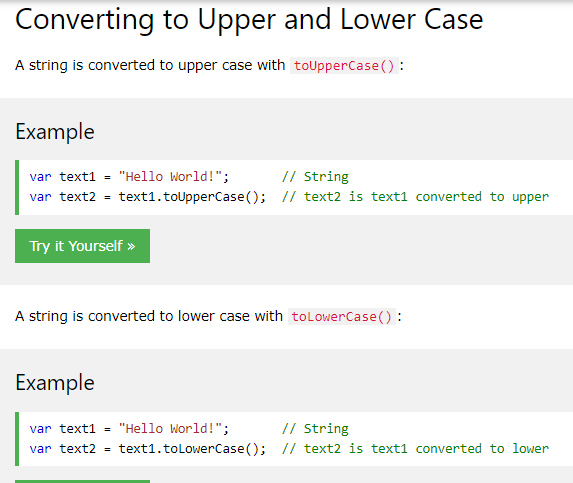 Converting to Upper and Lower Case
A string is converted to upper case with toUpperCase():
Example
var text1 = "Hello World!";       // String
var text2 = text1.toUpperCase();  // text2 is text1 converted to upper
Try it Yourself »
A string is converted to lower case with toLowerCase():
Example
var text1 = "Hello World!";       // String
var text2 = text1.toLowerCase();  // text2 is text1 converted to lower